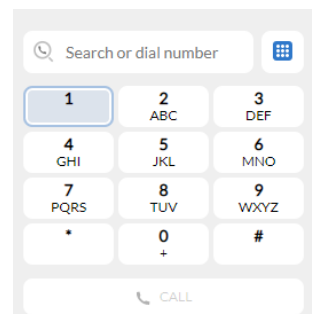 Search or dial number
1 2 3
ABC DEF
4 5 6
GHI JKL MNO
7 8 9
PQRS TUV WXYZ
* 0 #
+
CALL